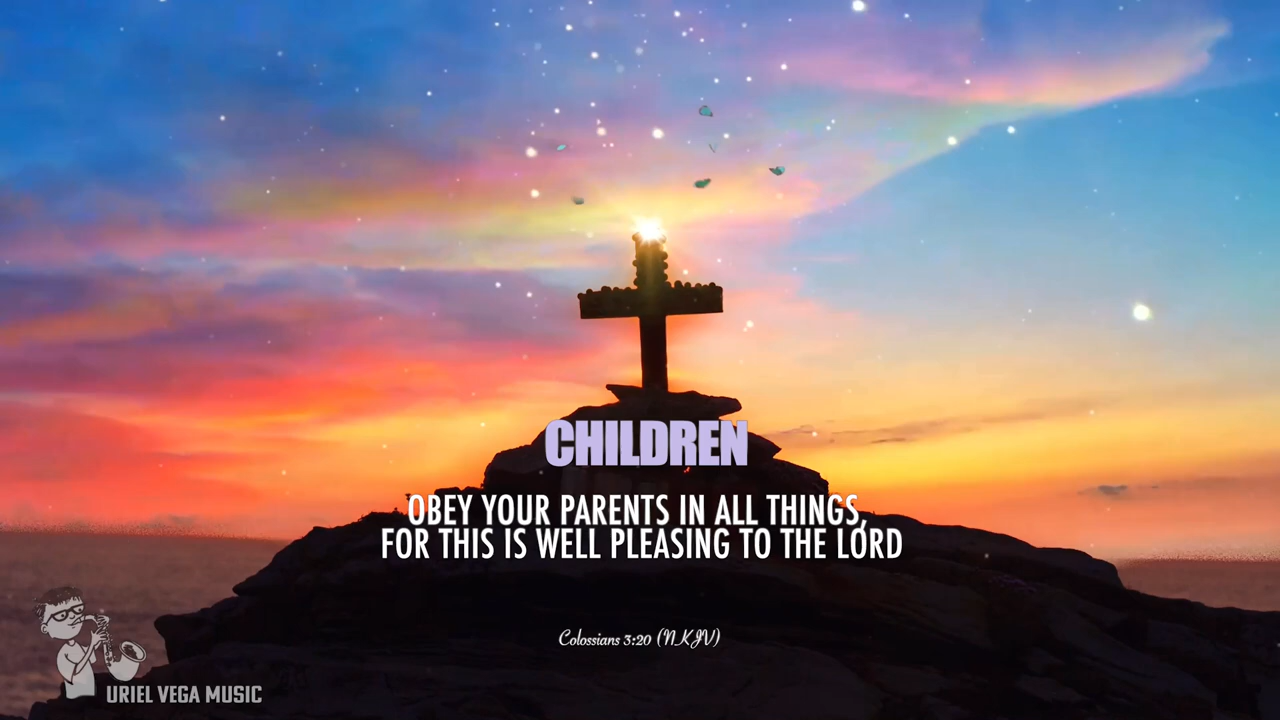 CHILDREN
OBEY YOUR PARENTS IN ALL THINGS,
FOR THIS IS WELL PLEASING TO THE LORD
Colossians 3:20 (NKJV)
URIEL VEGA MUSIC